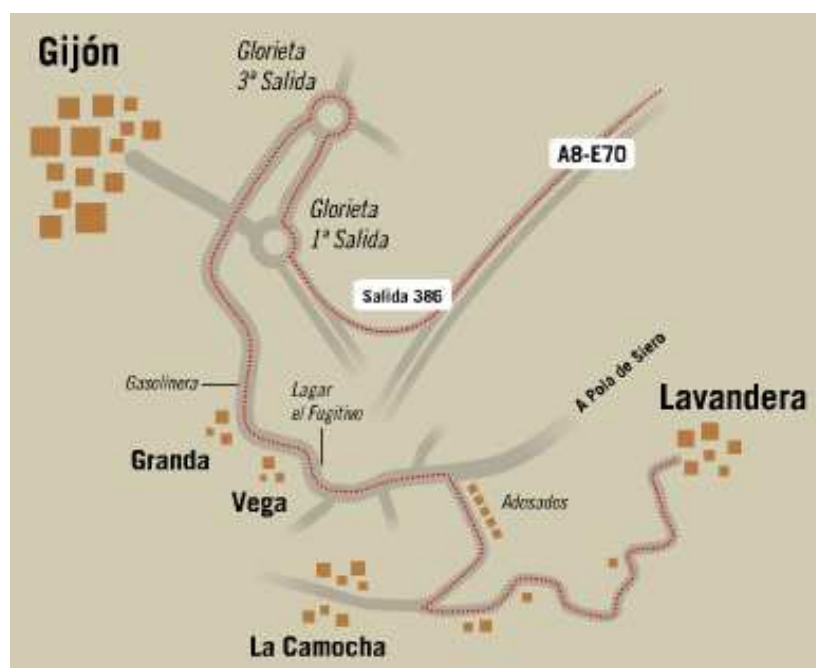 Gijón
Glorieta
3ª Salida
A8-E70
Glorieta
1ª Salida
Salida 386
Gasolinera
Lagar
el Fugitivo
A Pola de Siero
Lavandera
Granda
Vega
Adosados
La Camocha